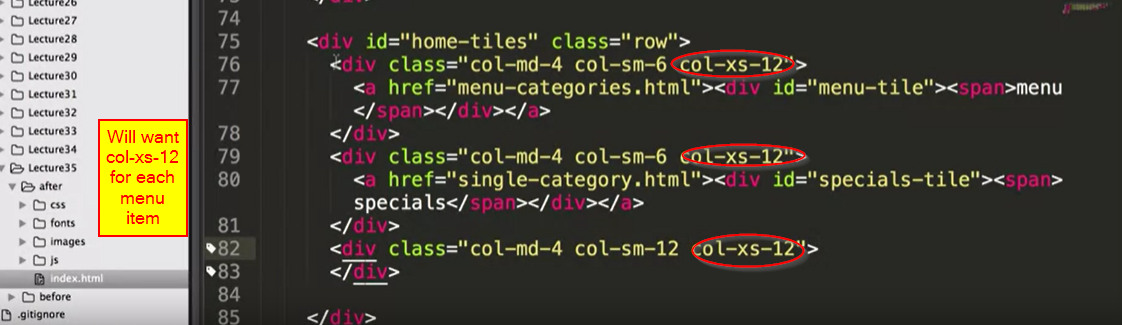 Lecture26
Lecture27
Lecture28
Lecture29
Lecture30
Lecture31
Lecture32
Lecture33
Lecture34
Lecture35
after
css
fonts
images
js
index.html
before
.gitignore
Will want
col-xs-12
for each
menu
item
74
75 <div id="home-tiles" class="row">
76 <div class="col-md-4 col-sm-6 col-xs-12">
77 <a href="menu-categories.html"><div id="menu-tile"><span>menu
</span></div></a>
78 </div>
79 <div class="col-md-4 col-sm-6 col-xs-12">
80 <a href="single-category.html"><div id="specials-tile"><span>
specials</span></div></a>
81 </div>
82 <div class="col-md-4 col-sm-12 col-xs-12">
83 </div>
84
85 </div>